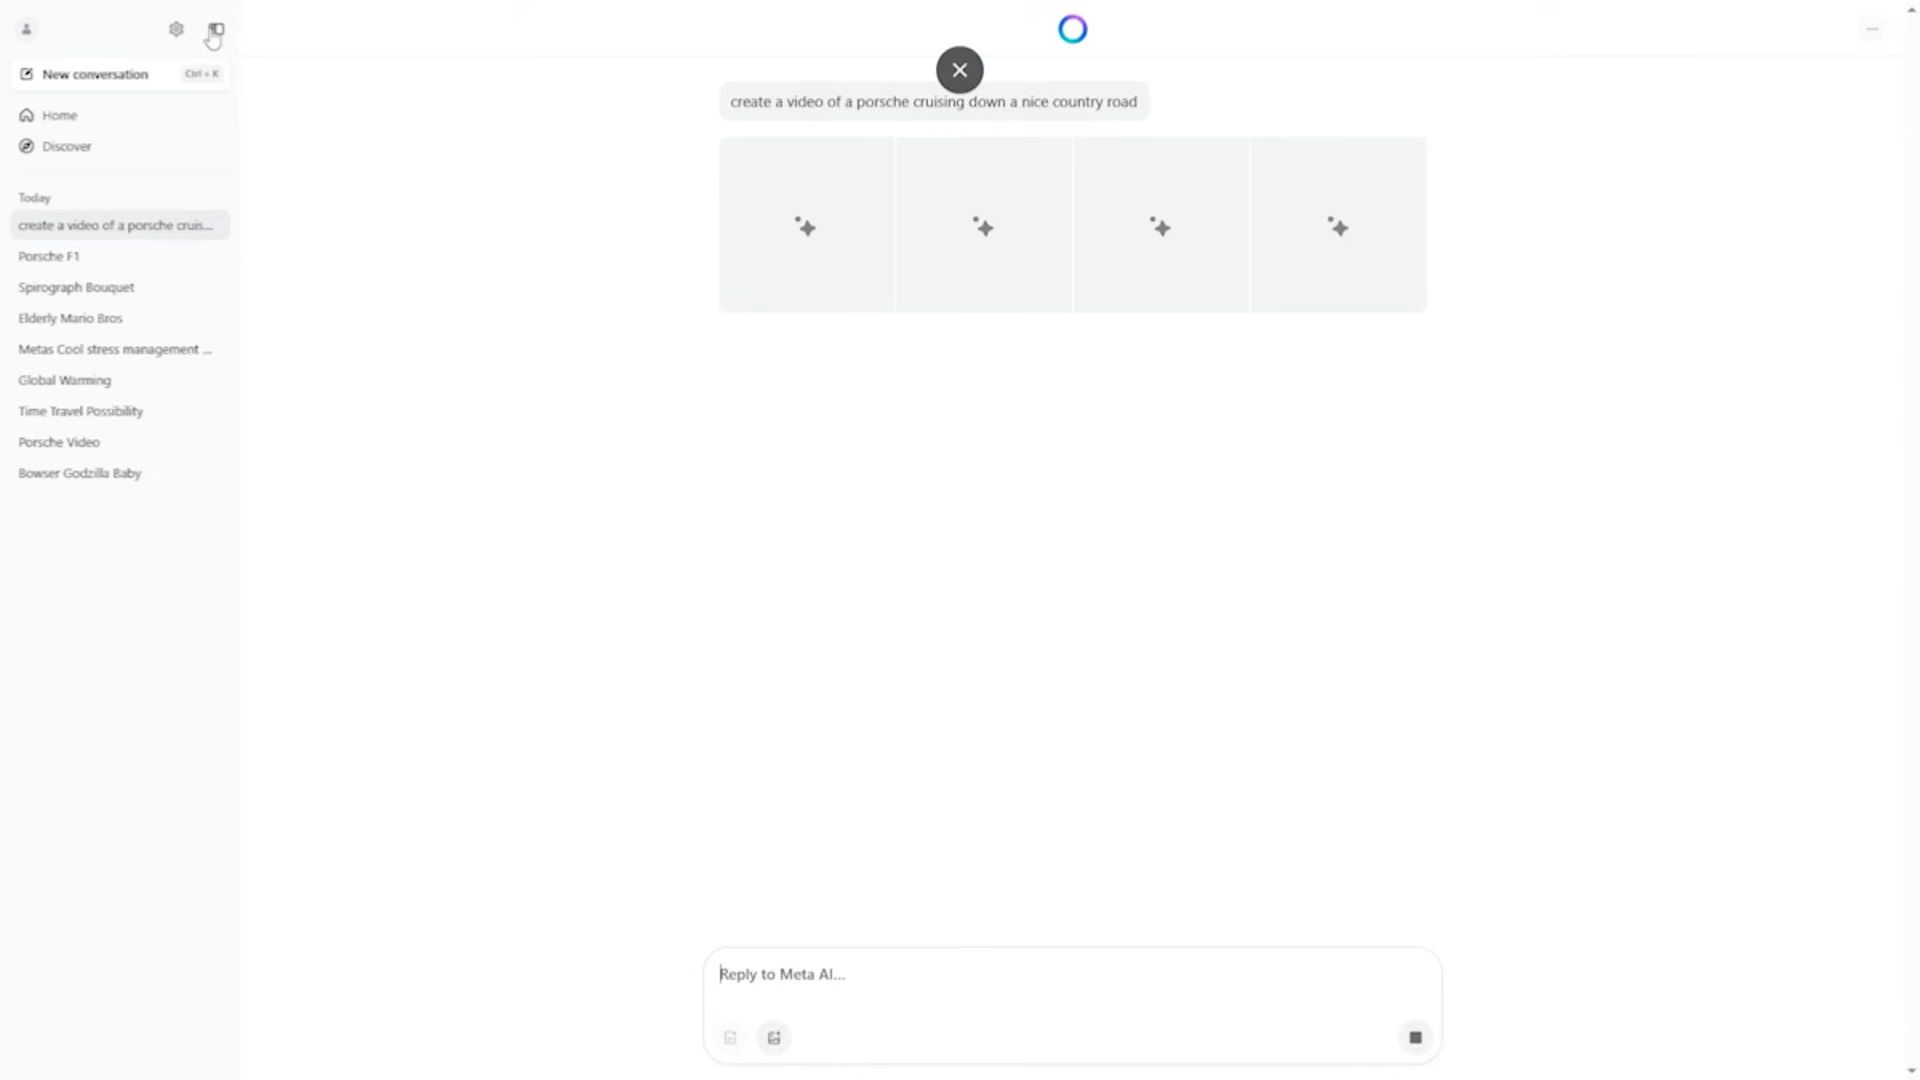 New conversation
Ctrl + K
Home
Discover
Today
create a video of a porsche cruis...
Porsche F1
Spirograph Bouquet
Elderly Mario Bros
Metas Cool stress management ...
Global Warming
Time Travel Possibility
Porsche Video
Bowser Godzilla Baby
create a video of a porsche cruising down a nice country road
Reply to Meta AI...